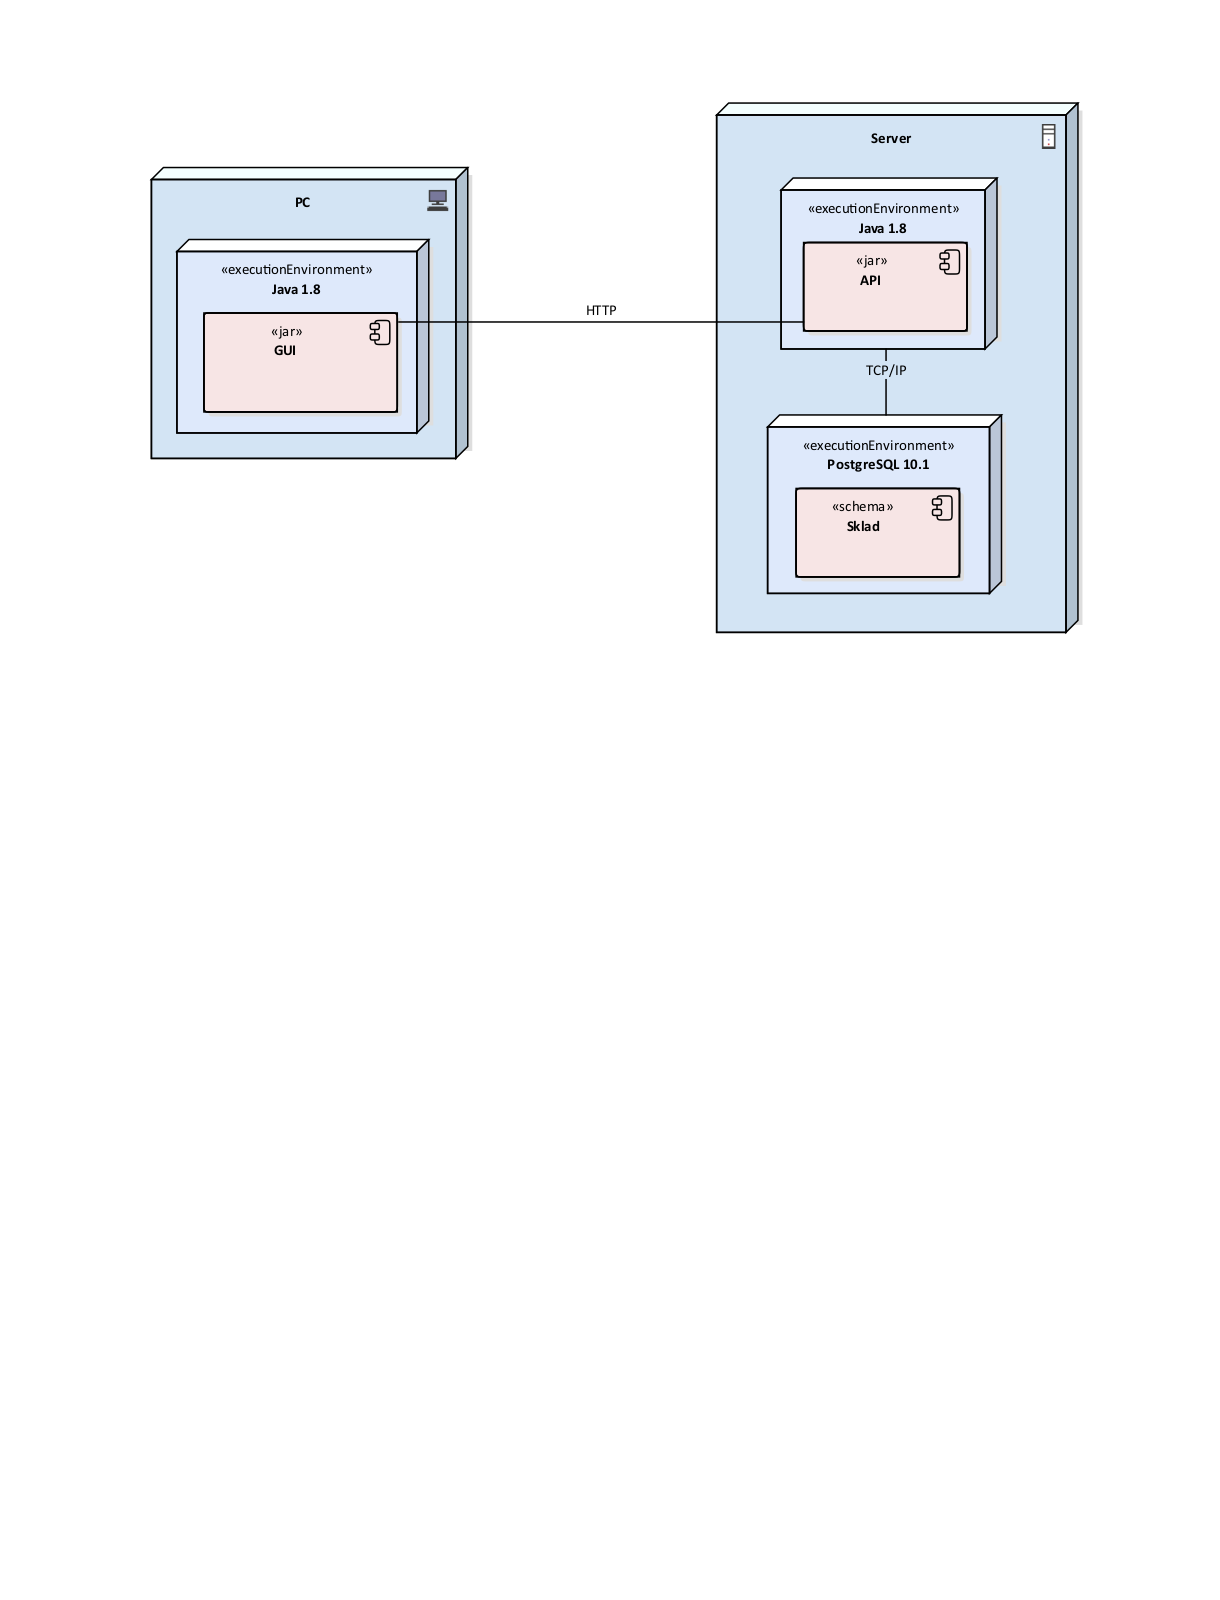 PC
«executionEnvironment»
Java 1.8
«jar»
GUI
HTTP
Server
«executionEnvironment»
Java 1.8
«jar»
API
TCP/IP
«executionEnvironment»
PostgreSQL 10.1
«schema»
Sklad